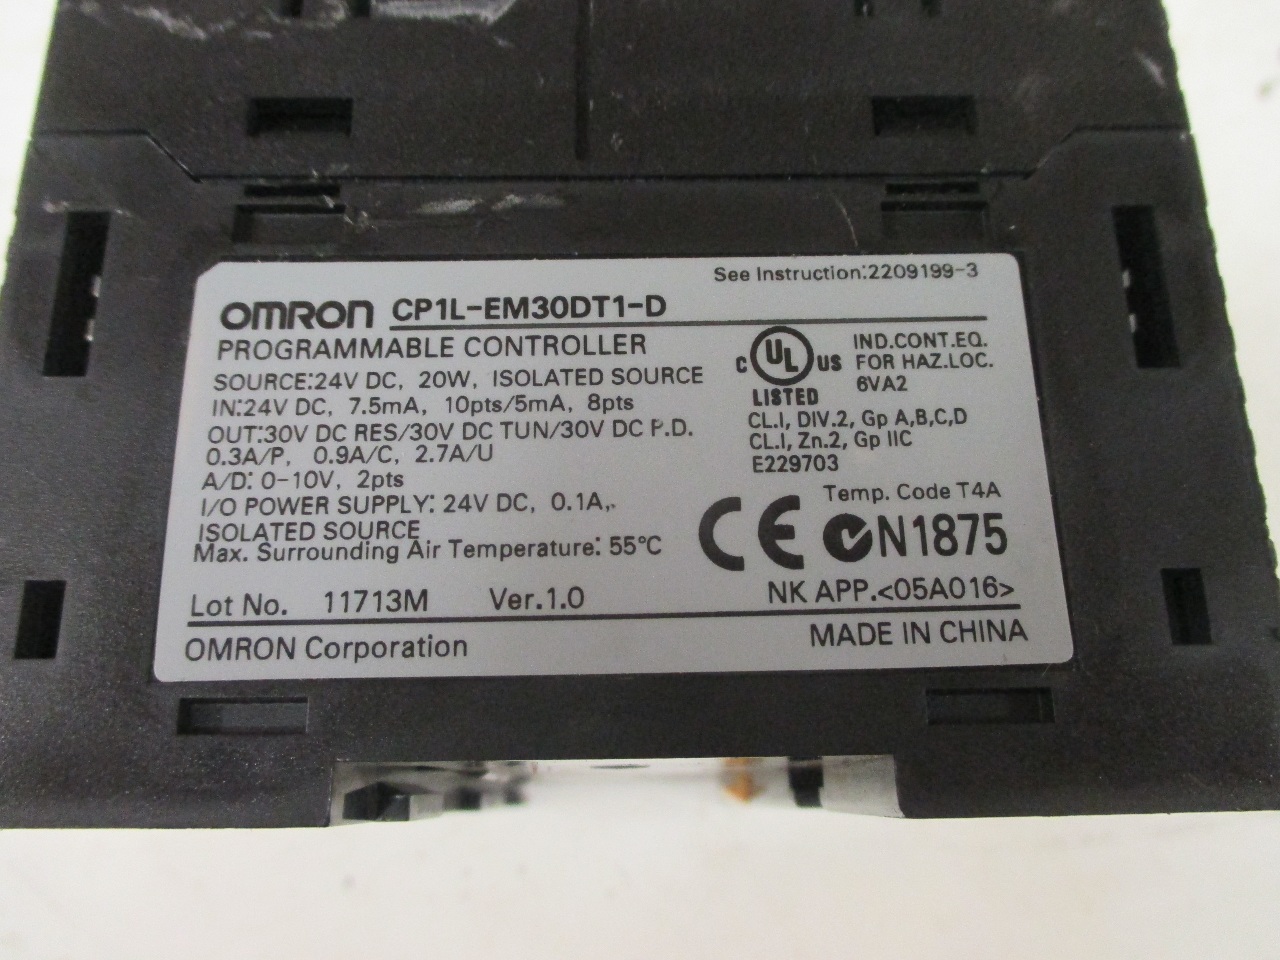 See Instruction:2209199-3
OMRON CP1L-EM30DT1-D
PROGRAMMABLE CONTROLLER
SOURCE:24V DC, 20W, ISOLATED SOURCE
IN:24V DC, 7.5mA, 10pts/5mA, 8pts
OUT:30V DC RES/30V DC TUN/30V DC P.D.
0.3A/P, 0.9A/C, 2.7A/U
A/D: 0-10V, 2pts
I/O POWER SUPPLY: 24V DC, 0.1A,
ISOLATED SOURCE
Max. Surrounding Air Temperature: 55°C
C UL US
LISTED
IND.CONT.EQ.
FOR HAZ.LOC.
6VA2
CL.I, DIV.2, Gp A,B,C,D
CL.I, Zn.2, Gp IIC
E229703
Temp. Code T4A
CE N1875
Lot No. 11713M Ver.1.0
NK APP.<05A016>
OMRON Corporation
MADE IN CHINA